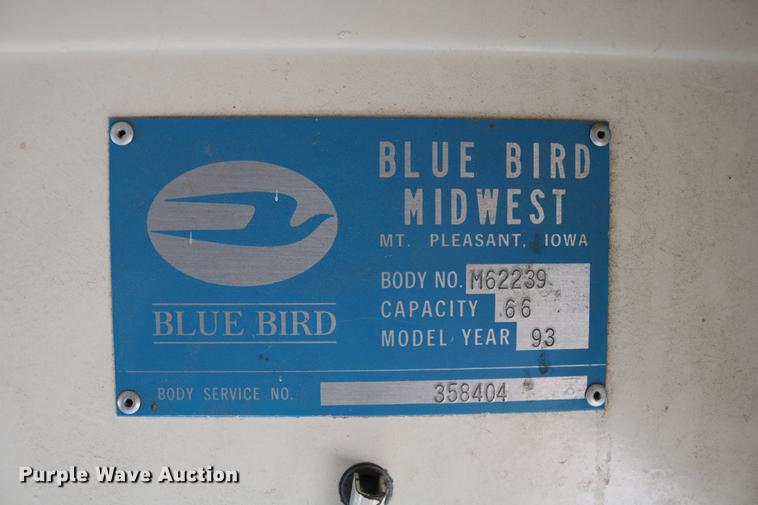 BLUE BIRD
BLUE BIRD
MIDWEST
MT. PLEASANT, IOWA
BODY NO. M62239
CAPACITY 66
MODEL YEAR 93
BODY SERVICE NO. 358404
Purple Wave Auction